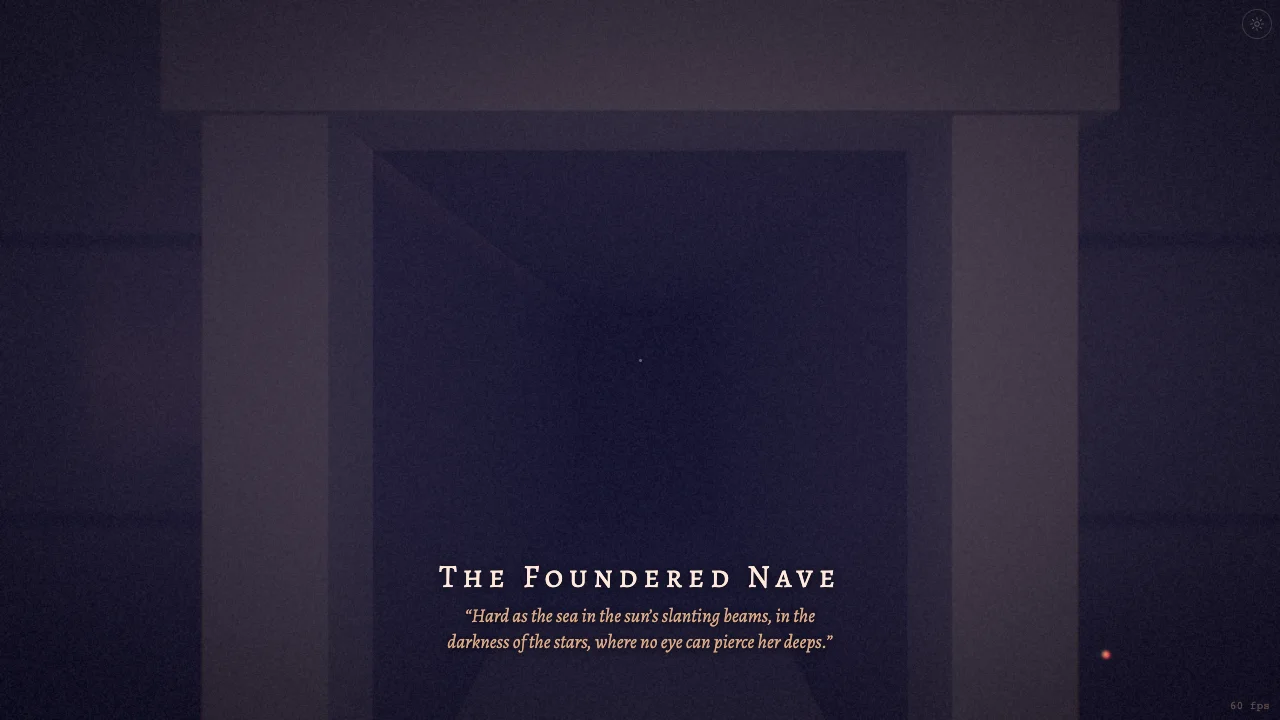 The Foundered Nave
“Hard as the sea in the sun’s slanting beams, in the
darkness of the stars, where no eye can pierce her deeps.”
60 fps